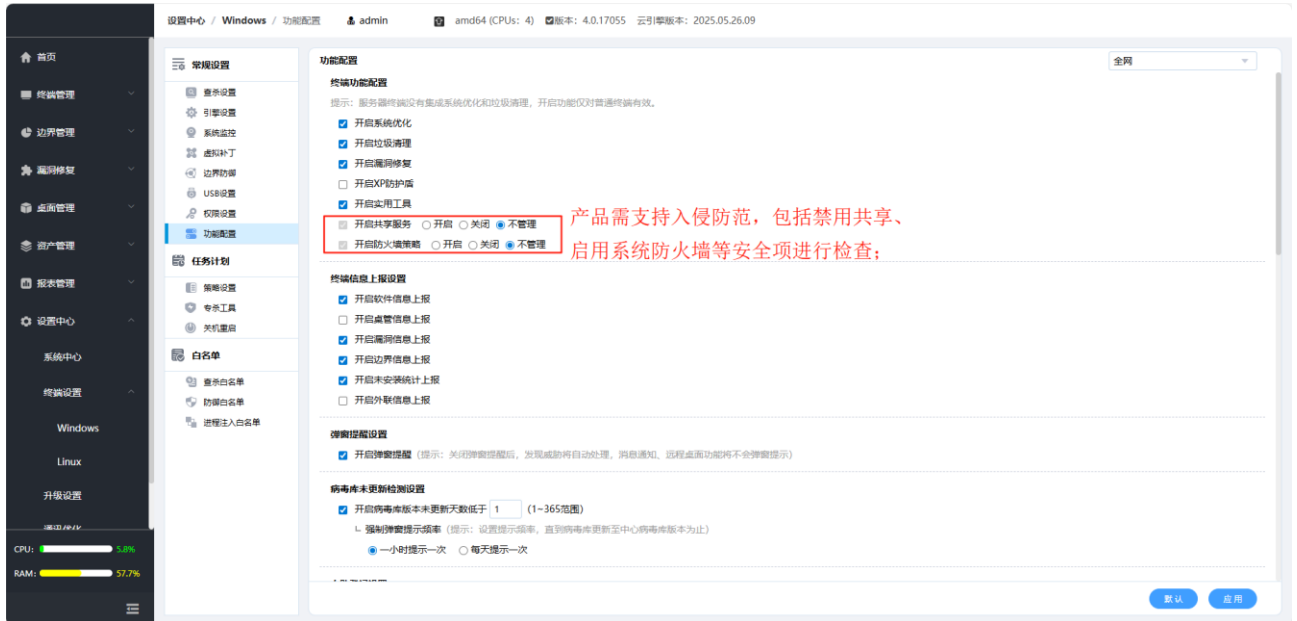 设置中心 / Windows / 功能配置 admin amd64 (CPUs: 4) 版本: 4.0.17055 云引擎版本: 2025.05.26.09
首页
终端管理
边界管理
漏洞修复
桌面管理
资产管理
报表管理
设置中心
系统中心
终端设置
Windows
Linux
升级设置
通讯优化
CPU: 5.8%
RAM: 57.7%
常规设置
查杀设置
引擎设置
系统监控
虚拟补丁
边界防御
USB设置
权限设置
功能配置
任务计划
策略设置
专杀工具
关机重启
白名单
查杀白名单
防御白名单
进程注入白名单
功能配置
全网
终端功能配置
提示: 服务器终端没有集成系统优化和垃圾清理，开启功能仅对普通终端有效。
开启系统优化
开启垃圾清理
开启漏洞修复
开启XP防护盾
开启实用工具
开启共享服务 开启 关闭 不管理
开启防火墙策略 开启 关闭 不管理
产品需支持入侵防范，包括禁用共享、
启用系统防火墙等安全项进行检查；
终端信息上报设置
开启软件信息上报
开启桌管信息上报
开启漏洞信息上报
开启边界信息上报
开启未安装统计上报
开启外联信息上报
弹窗提醒设置
开启弹窗提醒 (提示: 关闭弹窗提醒后，发现威胁将自动处理，消息通知、远程桌面功能将不会弹窗提示)
病毒库未更新检测设置
开启病毒库版本未更新天数低于 1 (1~365范围)
强制弹窗提示频率 (提示: 设置提示频率，直到病毒库更新至中心病毒库版本为止)
一小时提示一次 每天提示一次
默认 应用